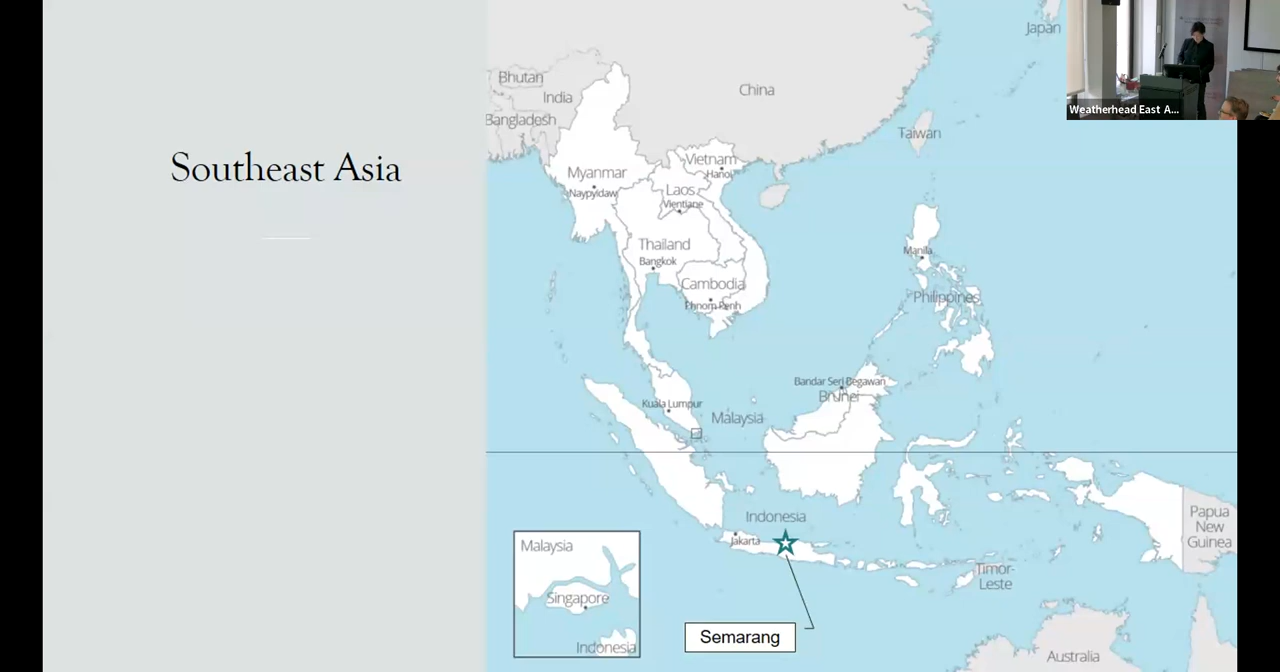 Southeast Asia
Japan
Weatherhead East A...
Bhutan
India
China
Bangladesh
Taiwan
Vietnam
Hanoi
Myanmar
Naypyidaw
Laos
Vientiane
Thailand
Bangkok
Manila
Cambodia
Phnom Penh
Philippines
Bandar Seri Begawan
Brunei
Kuala Lumpur
Malaysia
Indonesia
Jakarta
Papua
New
Guinea
Malaysia
Timor-
Leste
Singapore
Semarang
Indonesia
Australia